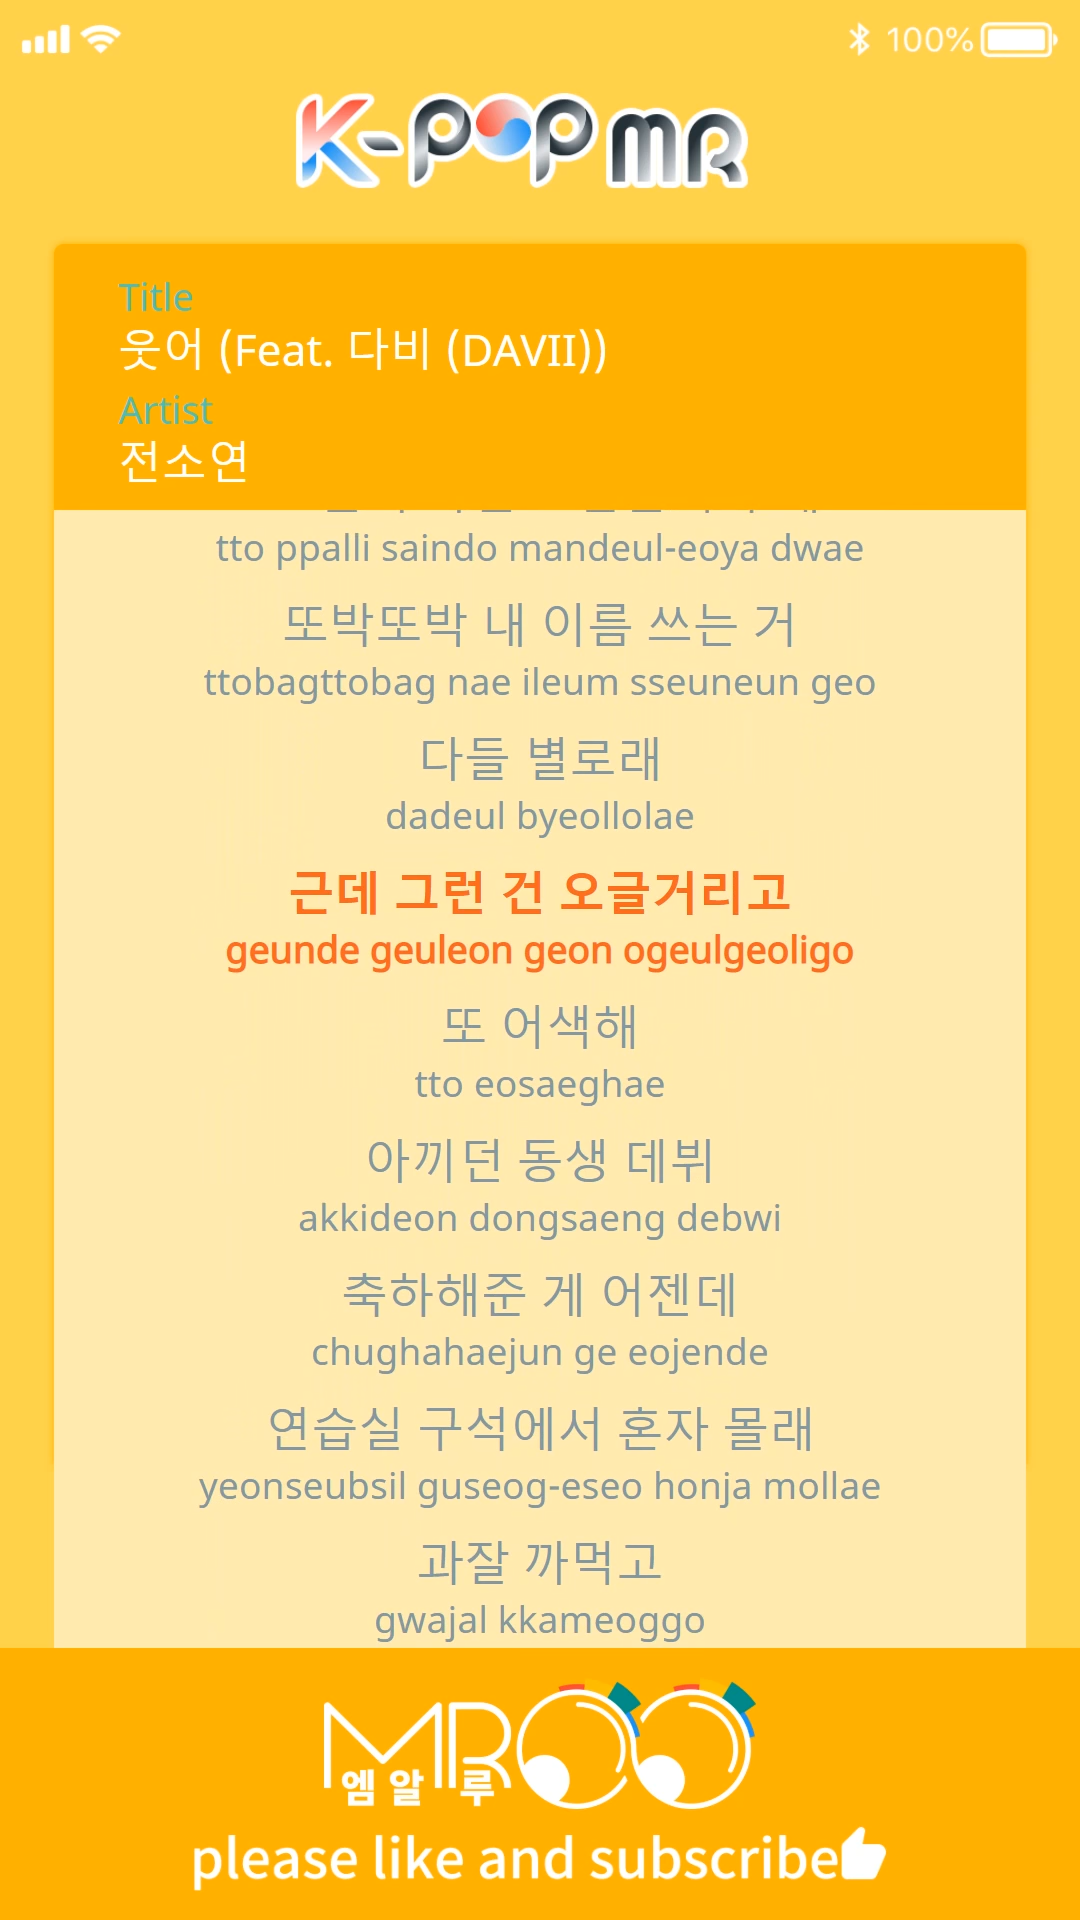 100%
K-POP MR
Title
웃어 (Feat. 다비 (DAVII))
Artist
전소연
tto ppalli saindo mandeul-eoya dwae
또박또박 내 이름 쓰는 거
ttobagttobag nae ileum sseuneun geo
다들 별로래
dadeul byeollolae
근데 그런 건 오글거리고
geunde geuleon geon ogeulgeoligo
또 어색해
tto eosaeghae
아끼던 동생 데뷔
akkideon dongsaeng debwi
축하해준 게 어젠데
chughahaejun ge eojende
연습실 구석에서 혼자 몰래
yeonseubsil guseog-eseo honja mollae
과잘 까먹고
gwajal kkameoggo
MROO
엠알루
please like and subscribe